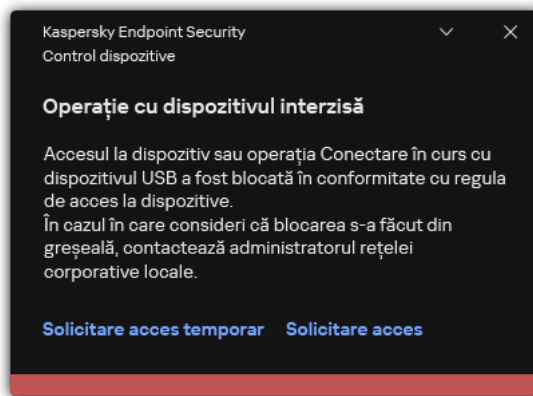 Kaspersky Endpoint Security
Control dispozitive
Operație cu dispozitivul interzisă
Accesul la dispozitiv sau operația Conectare în curs cu
dispozitivul USB a fost blocată în conformitate cu regula
de acces la dispozitive.
În cazul în care consideri că blocarea s-a făcut din
greșeală, contactează administratorul rețelei
corporative locale.
Solicitare acces temporar Solicitare acces